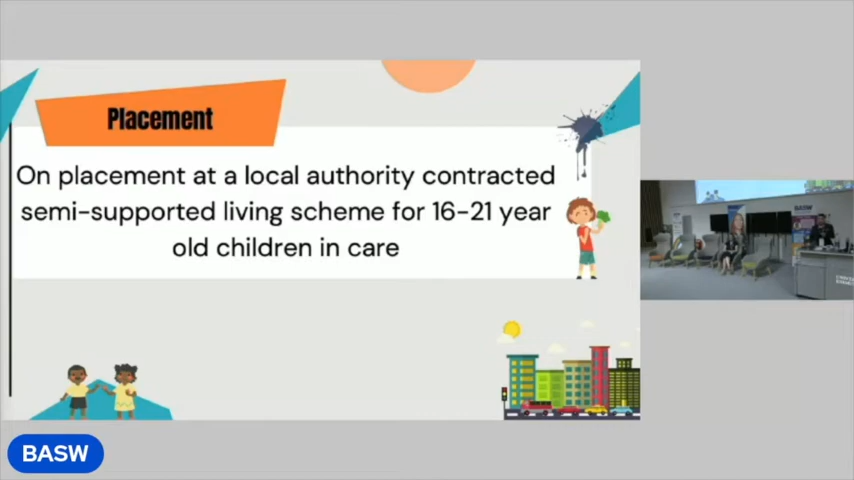 Placement
On placement at a local authority contracted
semi-supported living scheme for 16-21 year
old children in care
BASW
BASW